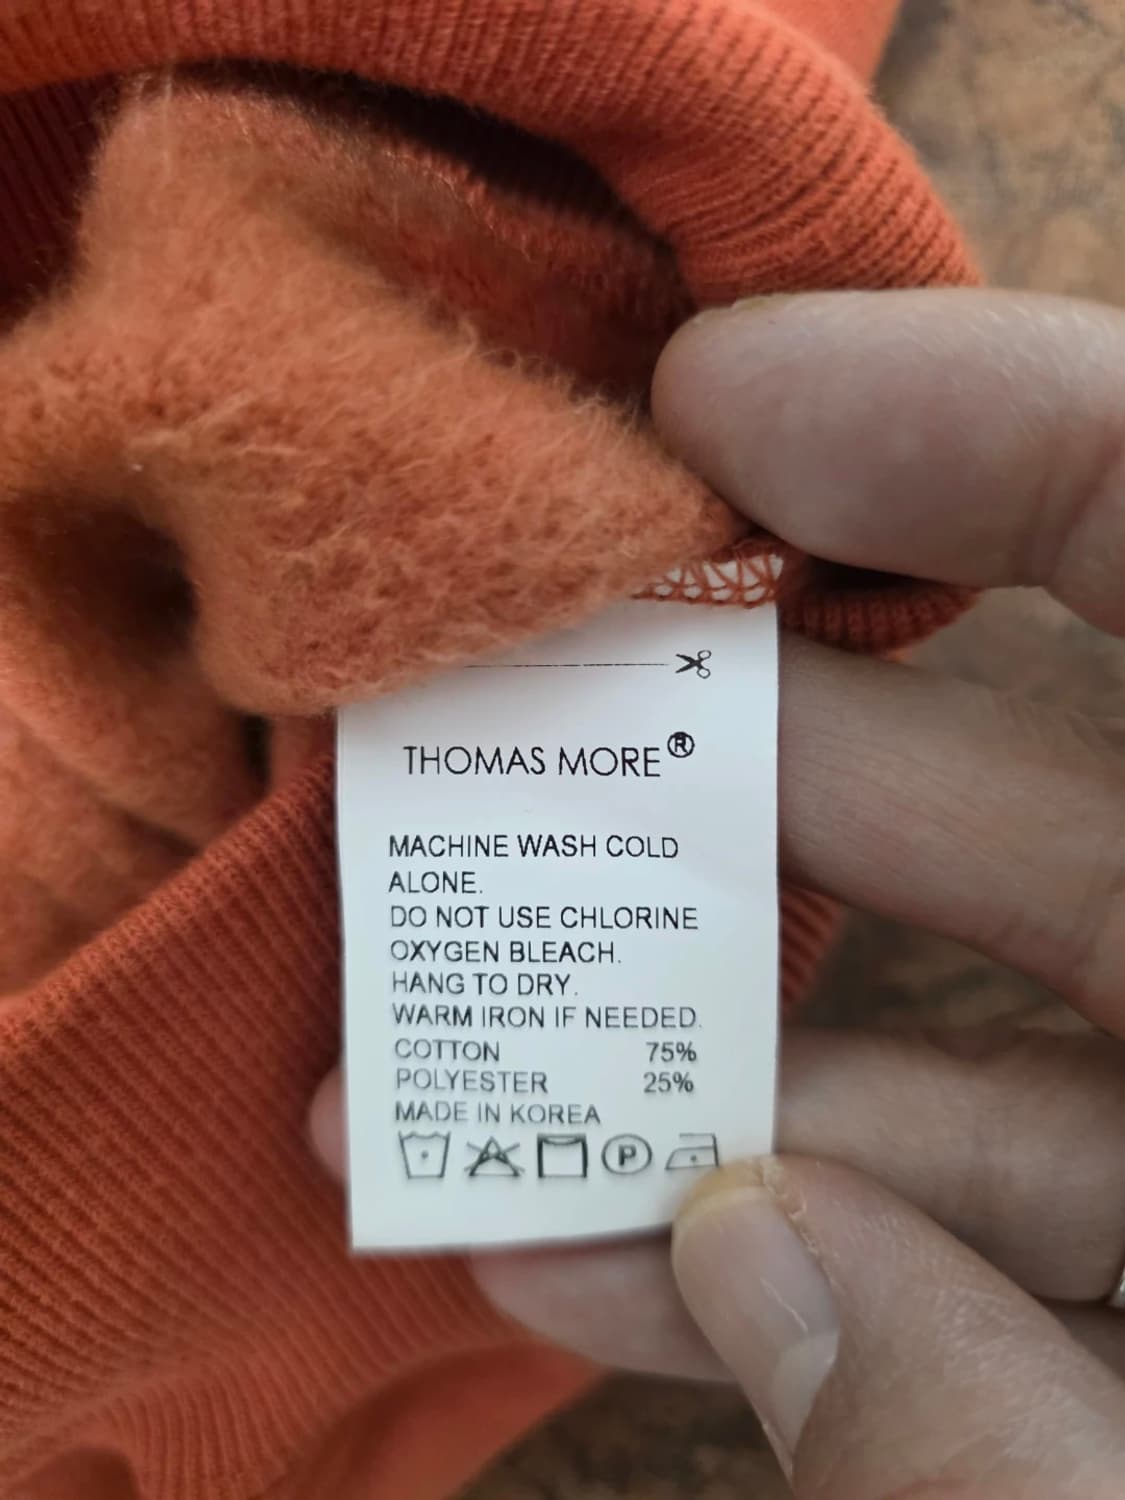 THOMAS MORE®
MACHINE WASH COLD
ALONE.
DO NOT USE CHLORINE
OXYGEN BLEACH.
HANG TO DRY.
WARM IRON IF NEEDED.
COTTON 75%
POLYESTER 25%
MADE IN KOREA
P